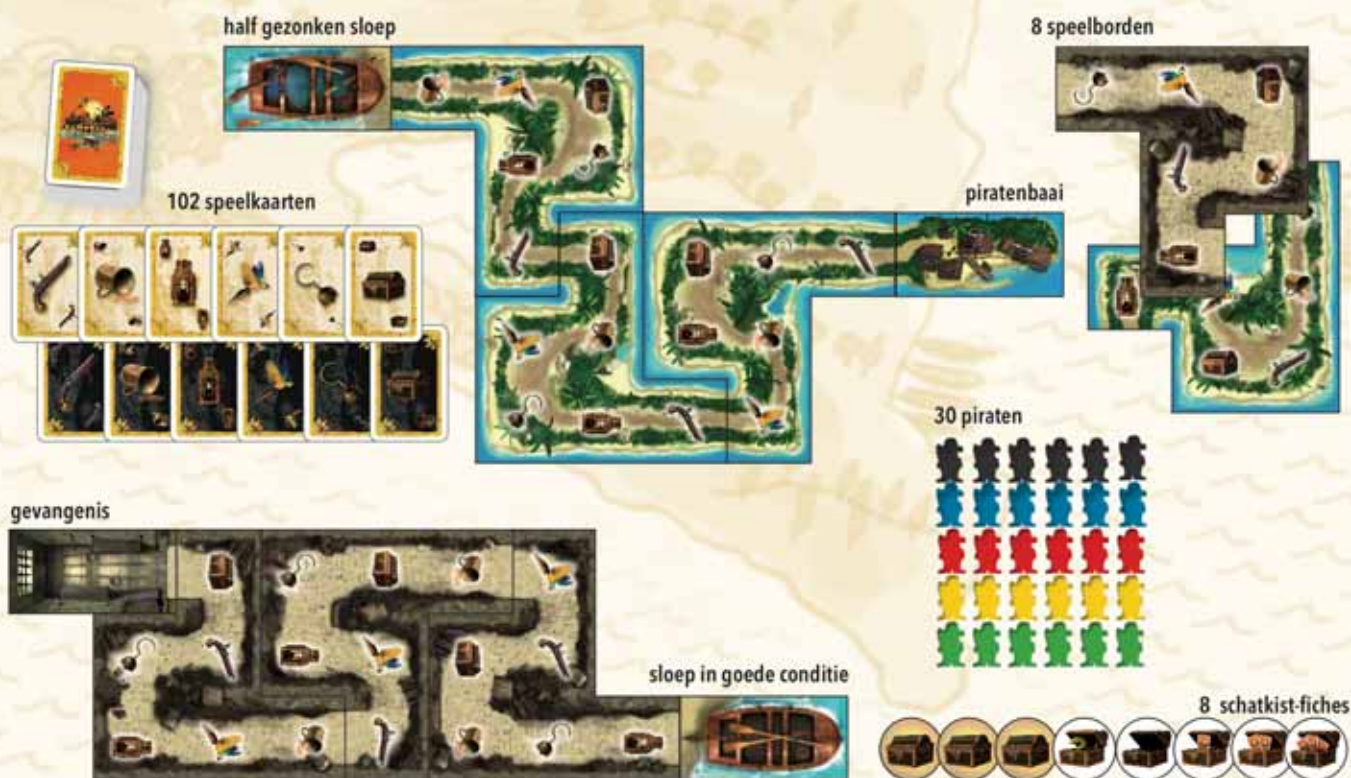 half gezonken sloep
8 speelborden
102 speelkaarten
piratenbaai
30 piraten
gevangenis
sloep in goede conditie
8 schatkist-fiches